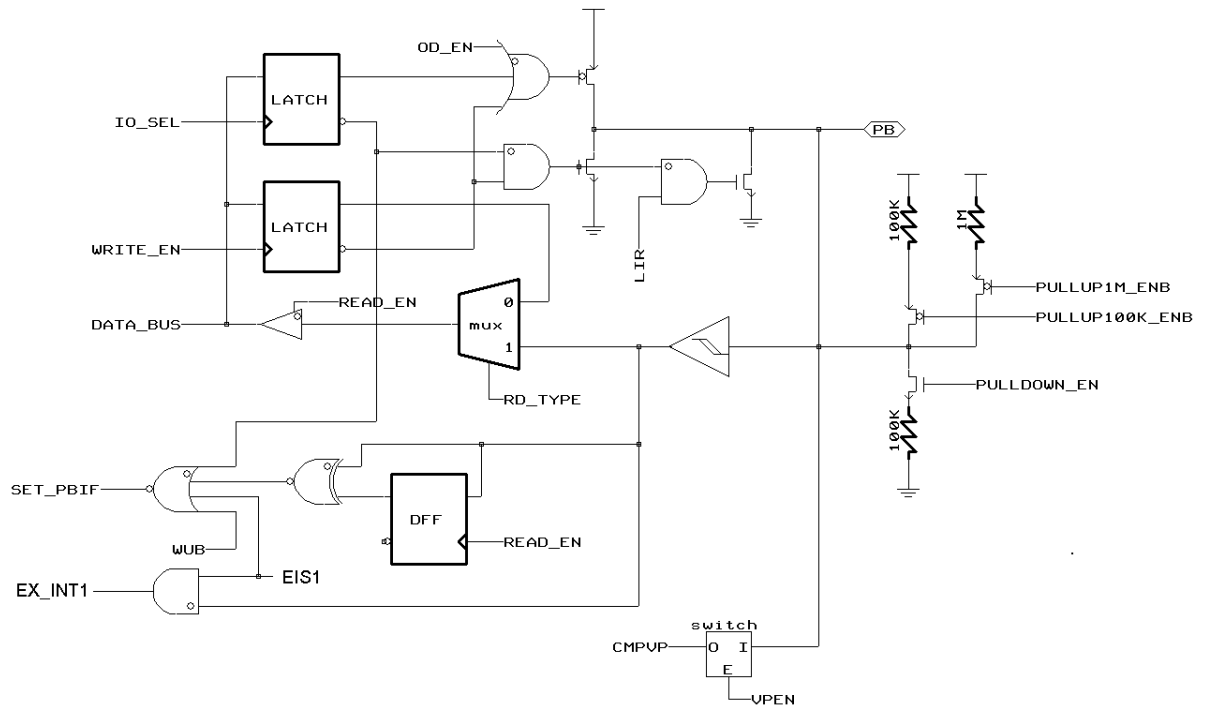 OD_EN
LATCH
IO_SEL
PB
LATCH
WRITE_EN
LIR
100K
1M
PULLUP1M_ENB
READ_EN
0
DATA_BUS
mux
PULLUP100K_ENB
1
PULLDOWN_EN
RD_TYPE
100K
SET_PBIF
DFF
READ_EN
WUB
EIS1
EX_INT1
switch
CMPVP
O I
E
VPEN